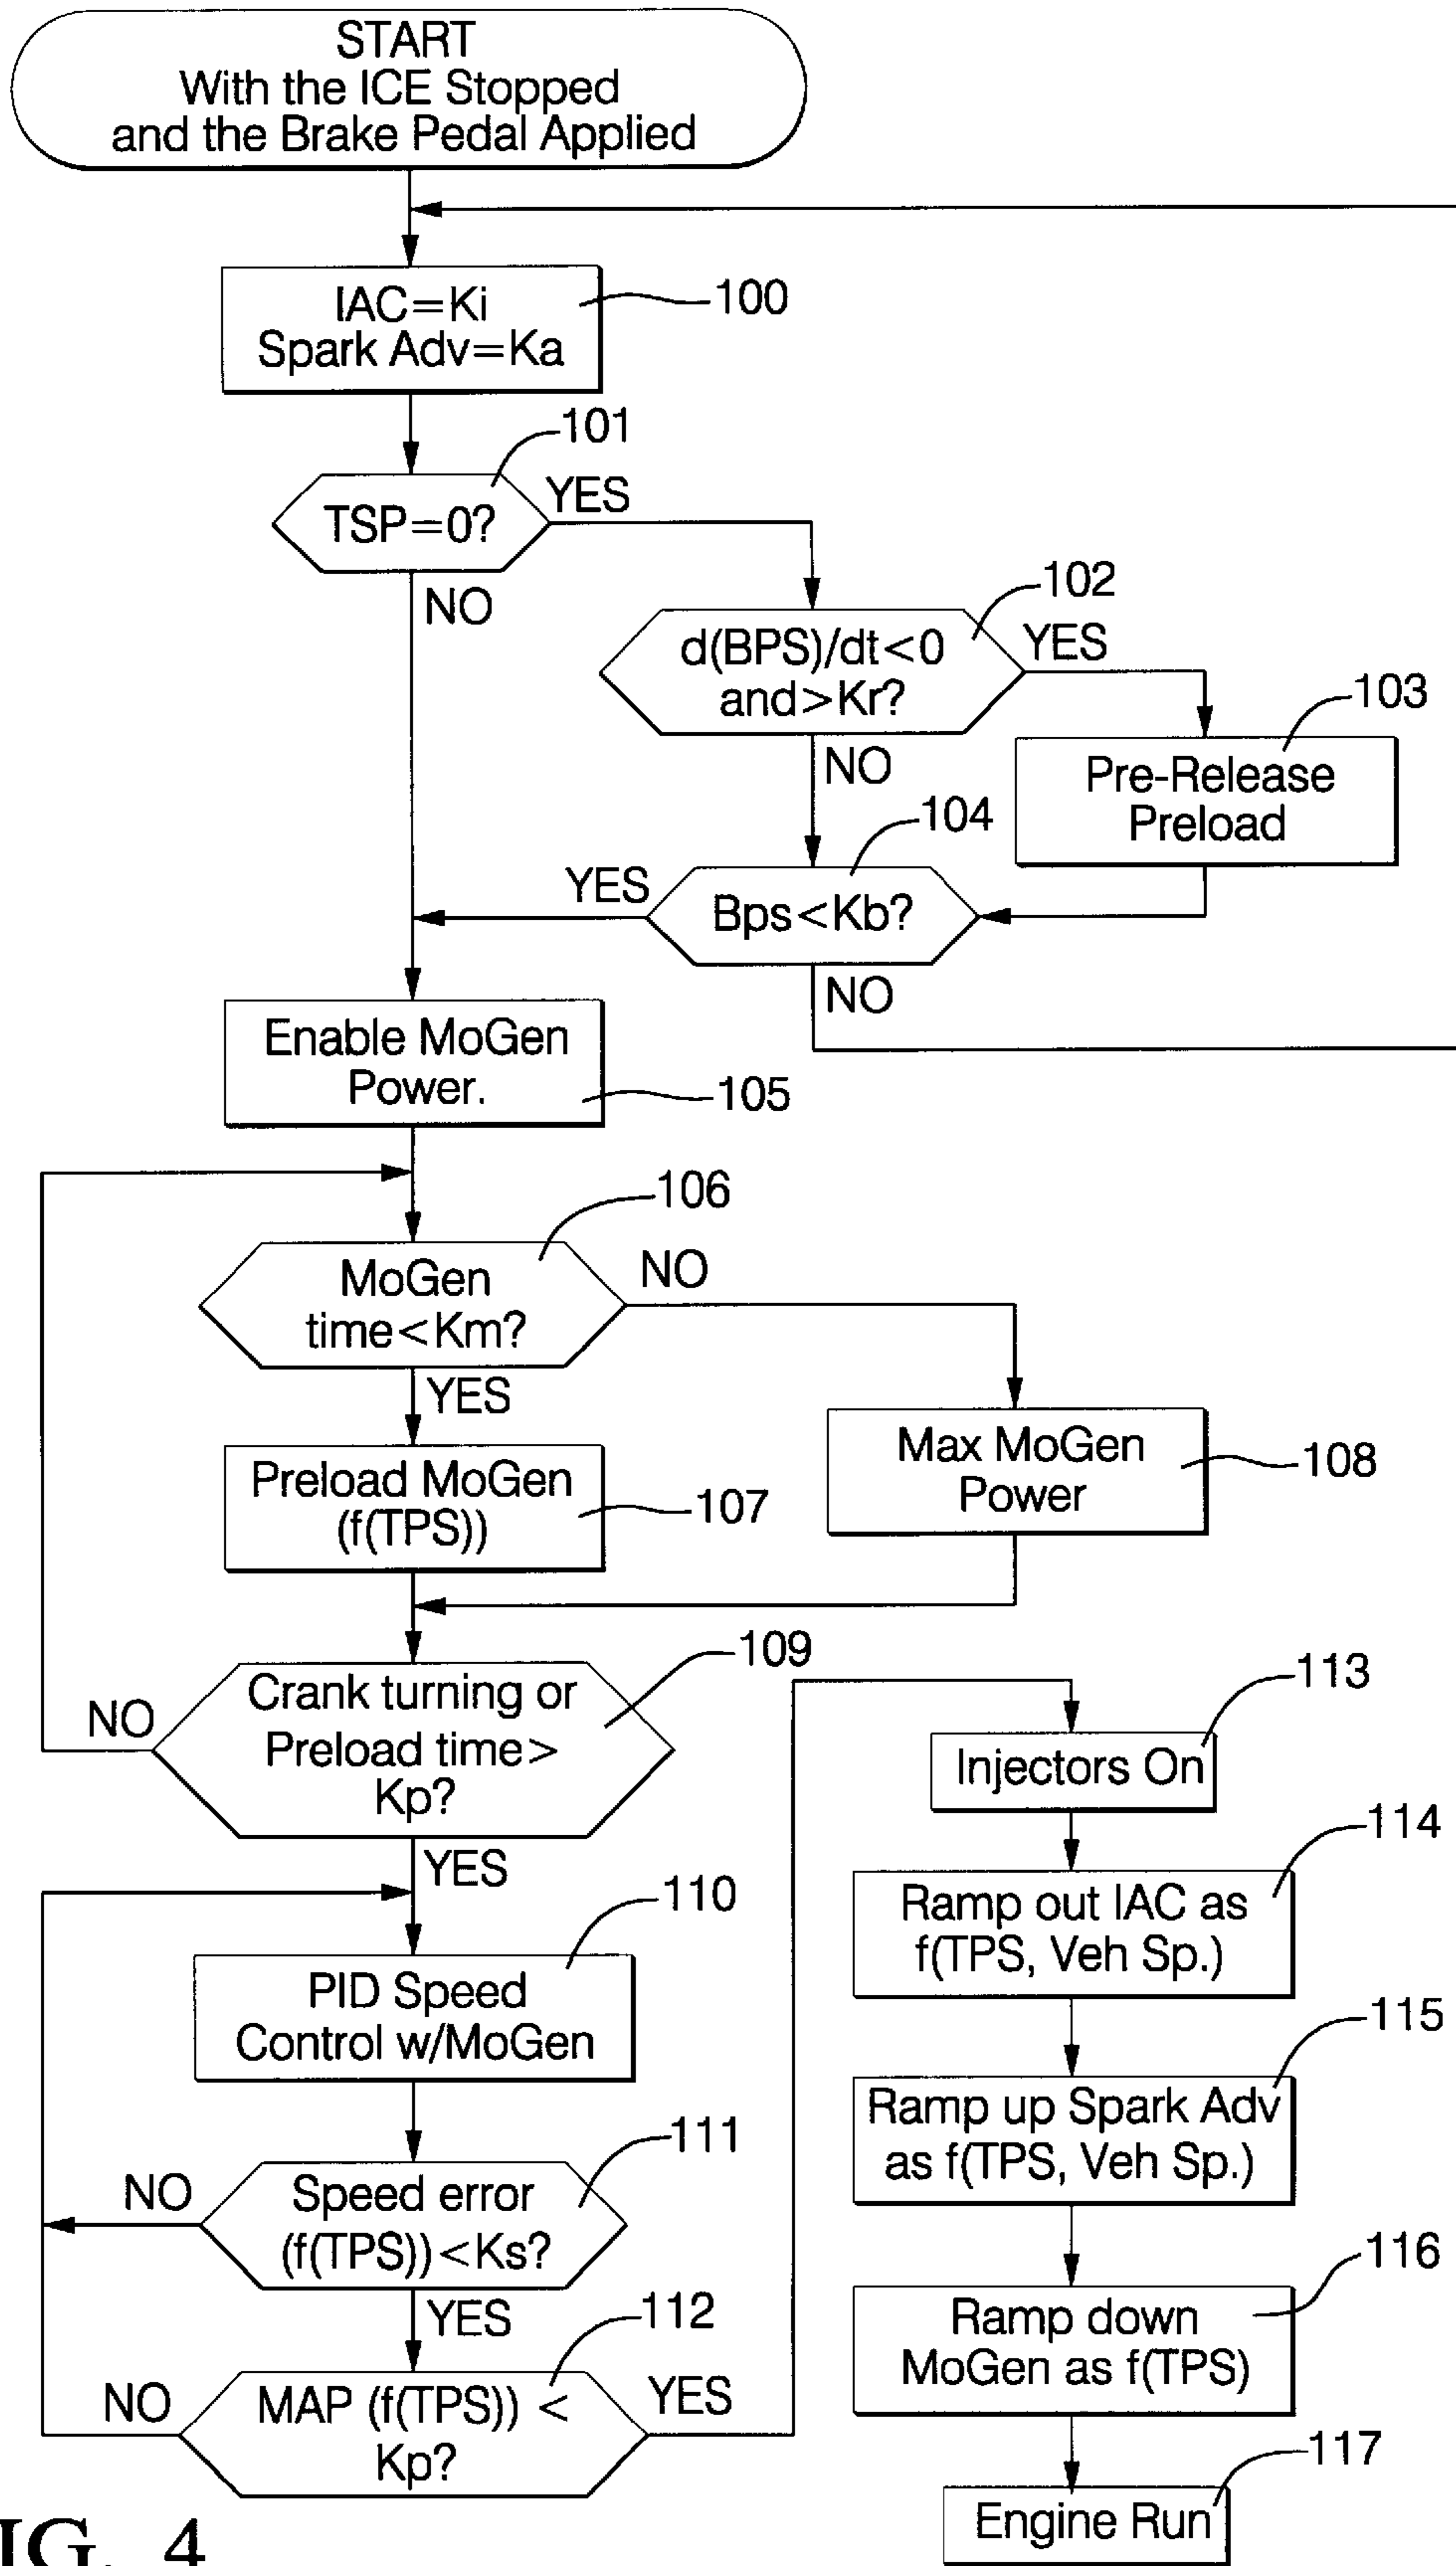 START
With the ICE Stopped
and the Brake Pedal Applied
IAC=Ki
Spark Adv=Ka
100
101
TSP=0?
YES
NO
102
d(BPS)/dt<0
and>Kr?
YES
NO
103
Pre-Release
Preload
104
YES
Bps<Kb?
NO
Enable MoGen
Power.
105
106
MoGen
time<Km?
NO
YES
Preload MoGen
(f(TPS))
107
Max MoGen
Power
108
109
Crank turning or
Preload time>
Kp?
NO
YES
110
PID Speed
Control w/MoGen
111
Speed error
(f(TPS))<Ks?
NO
YES
112
MAP (f(TPS)) <
Kp?
NO
YES
113
Injectors On
114
Ramp out IAC as
f(TPS, Veh Sp.)
115
Ramp up Spark Adv
as f(TPS, Veh Sp.)
116
Ramp down
MoGen as f(TPS)
117
Engine Run
IG. 4